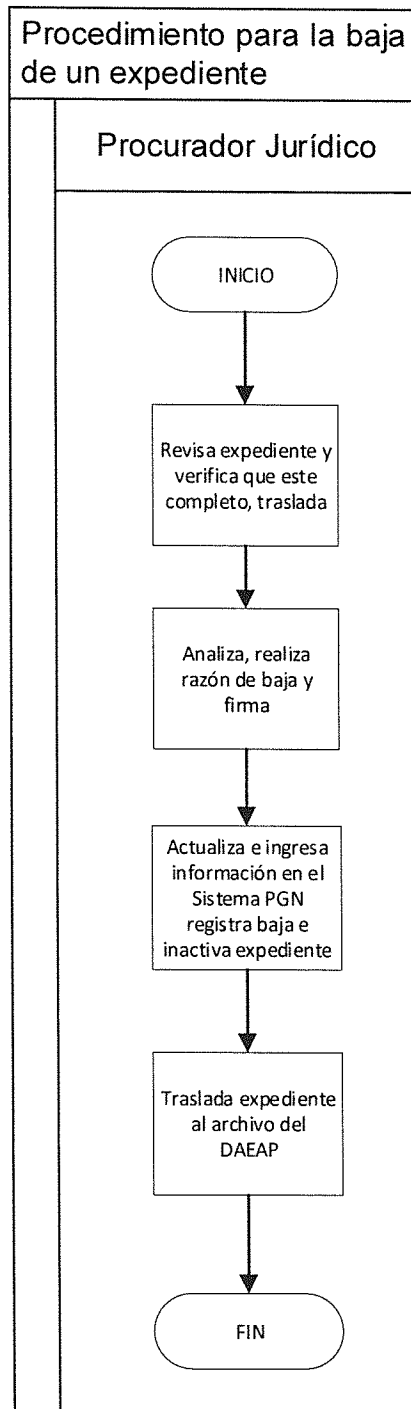 Procedimiento para la baja
de un expediente
Procurador Jurídico
INICIO
Revisa expediente y
verifica que este
completo, traslada
Analiza, realiza
razón de baja y
firma
Actualiza e ingresa
información en el
Sistema PGN
registra baja e
inactiva expediente
Traslada expediente
al archivo del
DAEAP
FIN